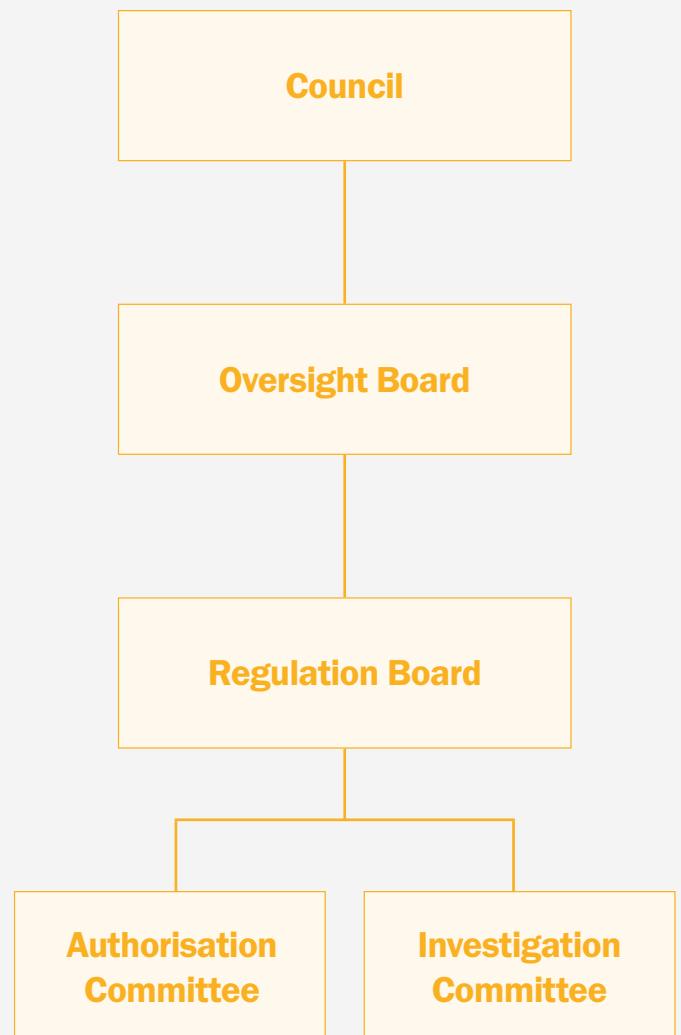 Council
Oversight Board
Regulation Board
Authorisation
Committee
Investigation
Committee